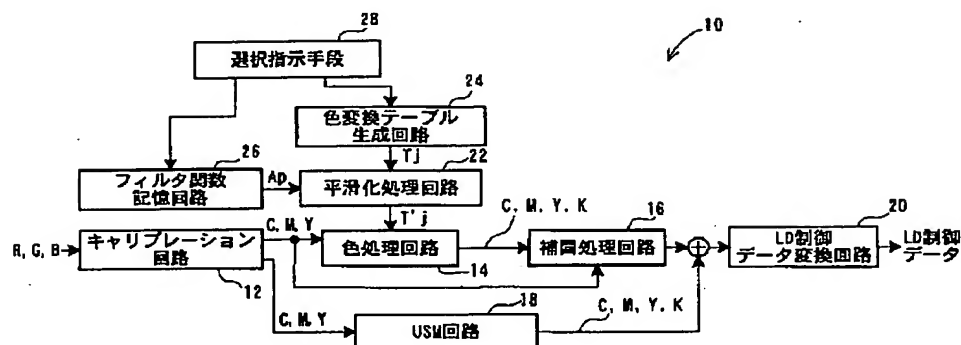 28
10
選択指示手段
24
色変換テーブル
生成回路
26
Tj
22
フィルタ関数
記憶回路
Ap
平滑化処理回路
T'j
C, M, Y, K
16
20
C, M, Y
R, G, B
キャリブレーション
回路
色処理回路
補間処理回路
LD制御
データ変換回路
LD制御
データ
12
14
18
C, M, Y
USM回路
C, M, Y, K